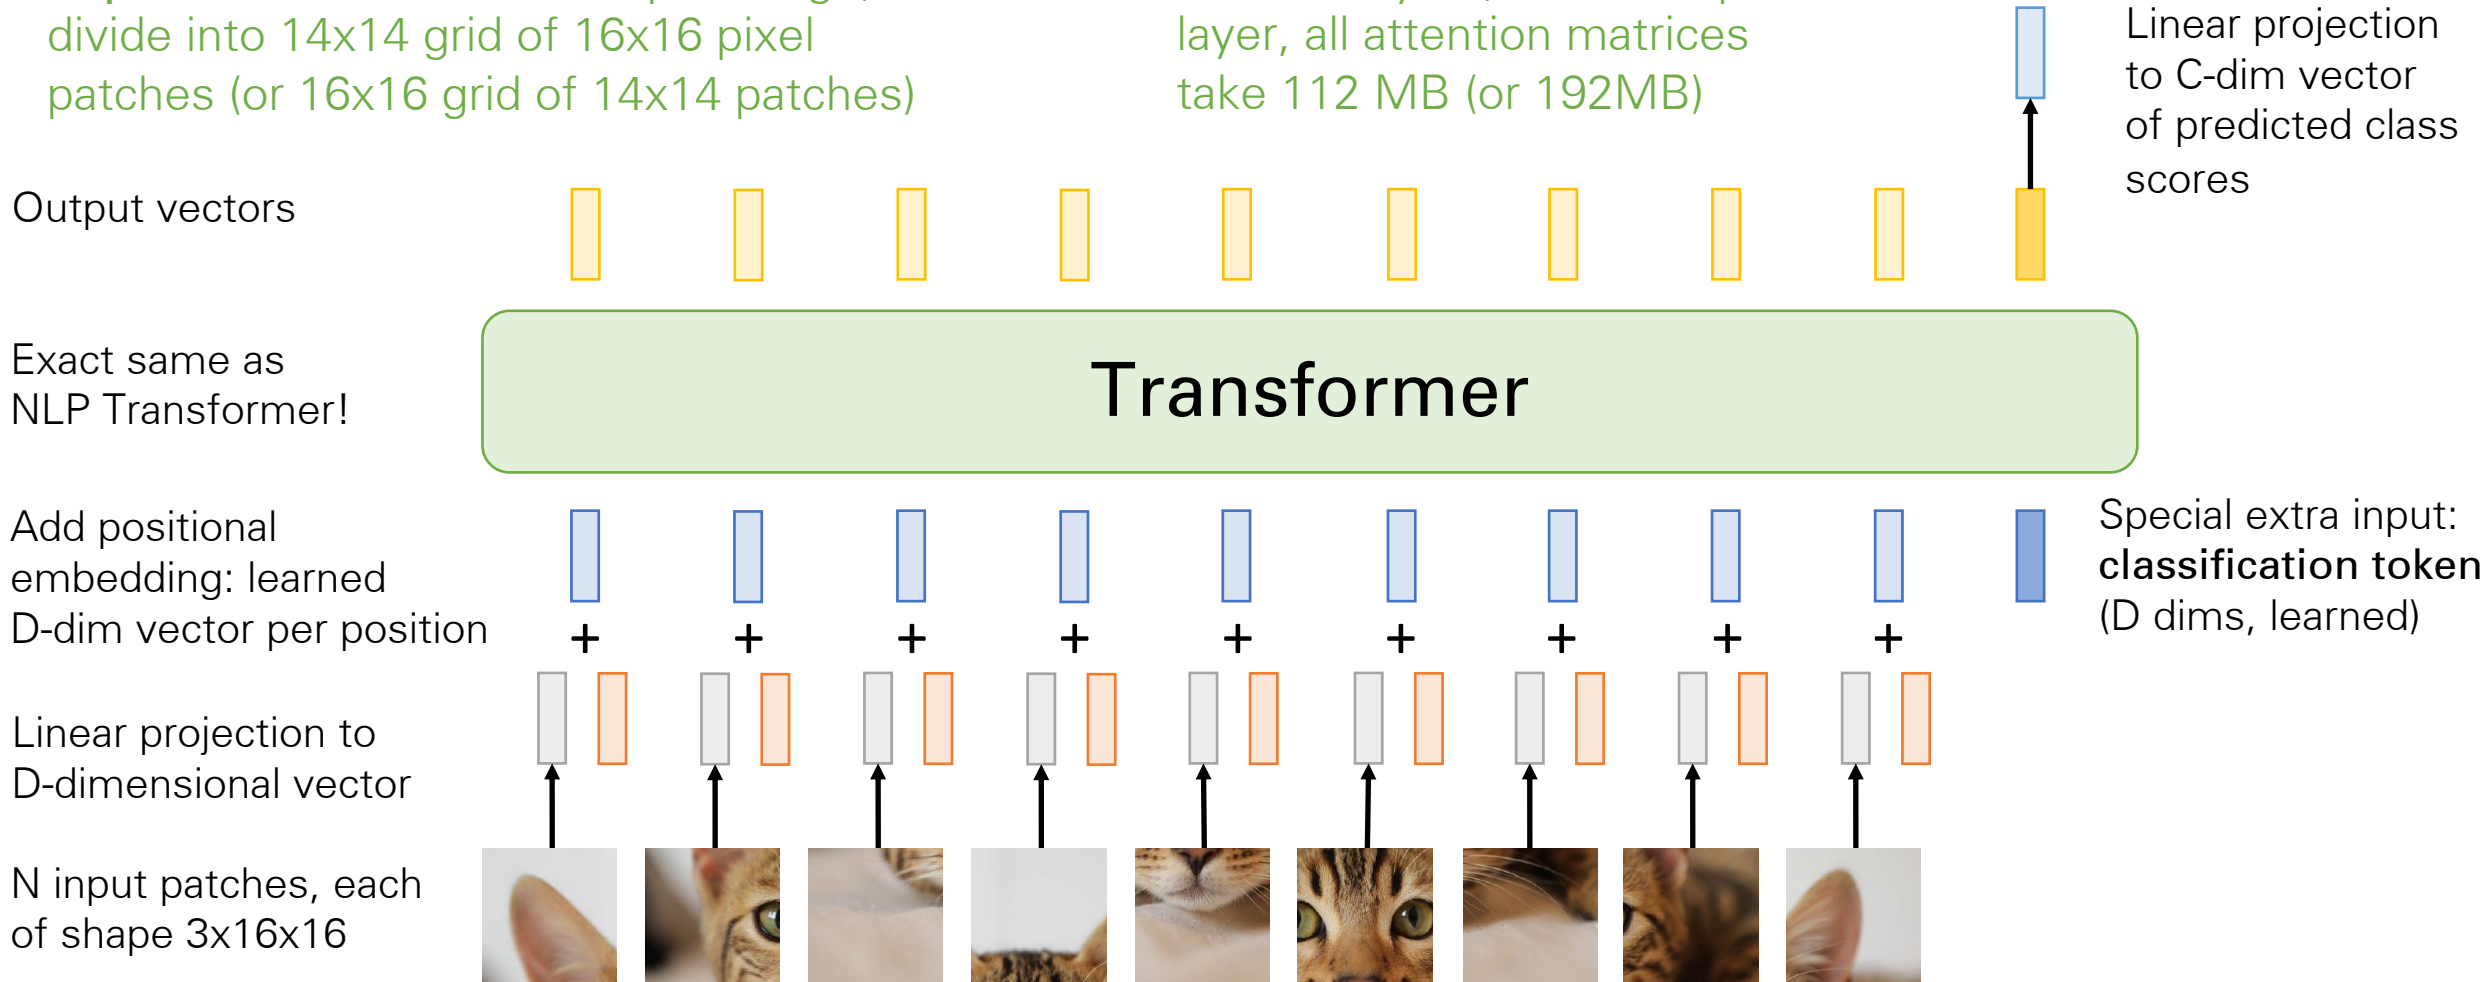 divide into 14x14 grid of 16x16 pixel
patches (or 16x16 grid of 14x14 patches)
layer, all attention matrices
take 112 MB (or 192MB)
Linear projection
to C-dim vector
of predicted class
scores
Output vectors
Exact same as
NLP Transformer!
Transformer
Add positional
embedding: learned
D-dim vector per position
+ + + + + + + + +
Special extra input:
classification token
(D dims, learned)
Linear projection to
D-dimensional vector
N input patches, each
of shape 3x16x16